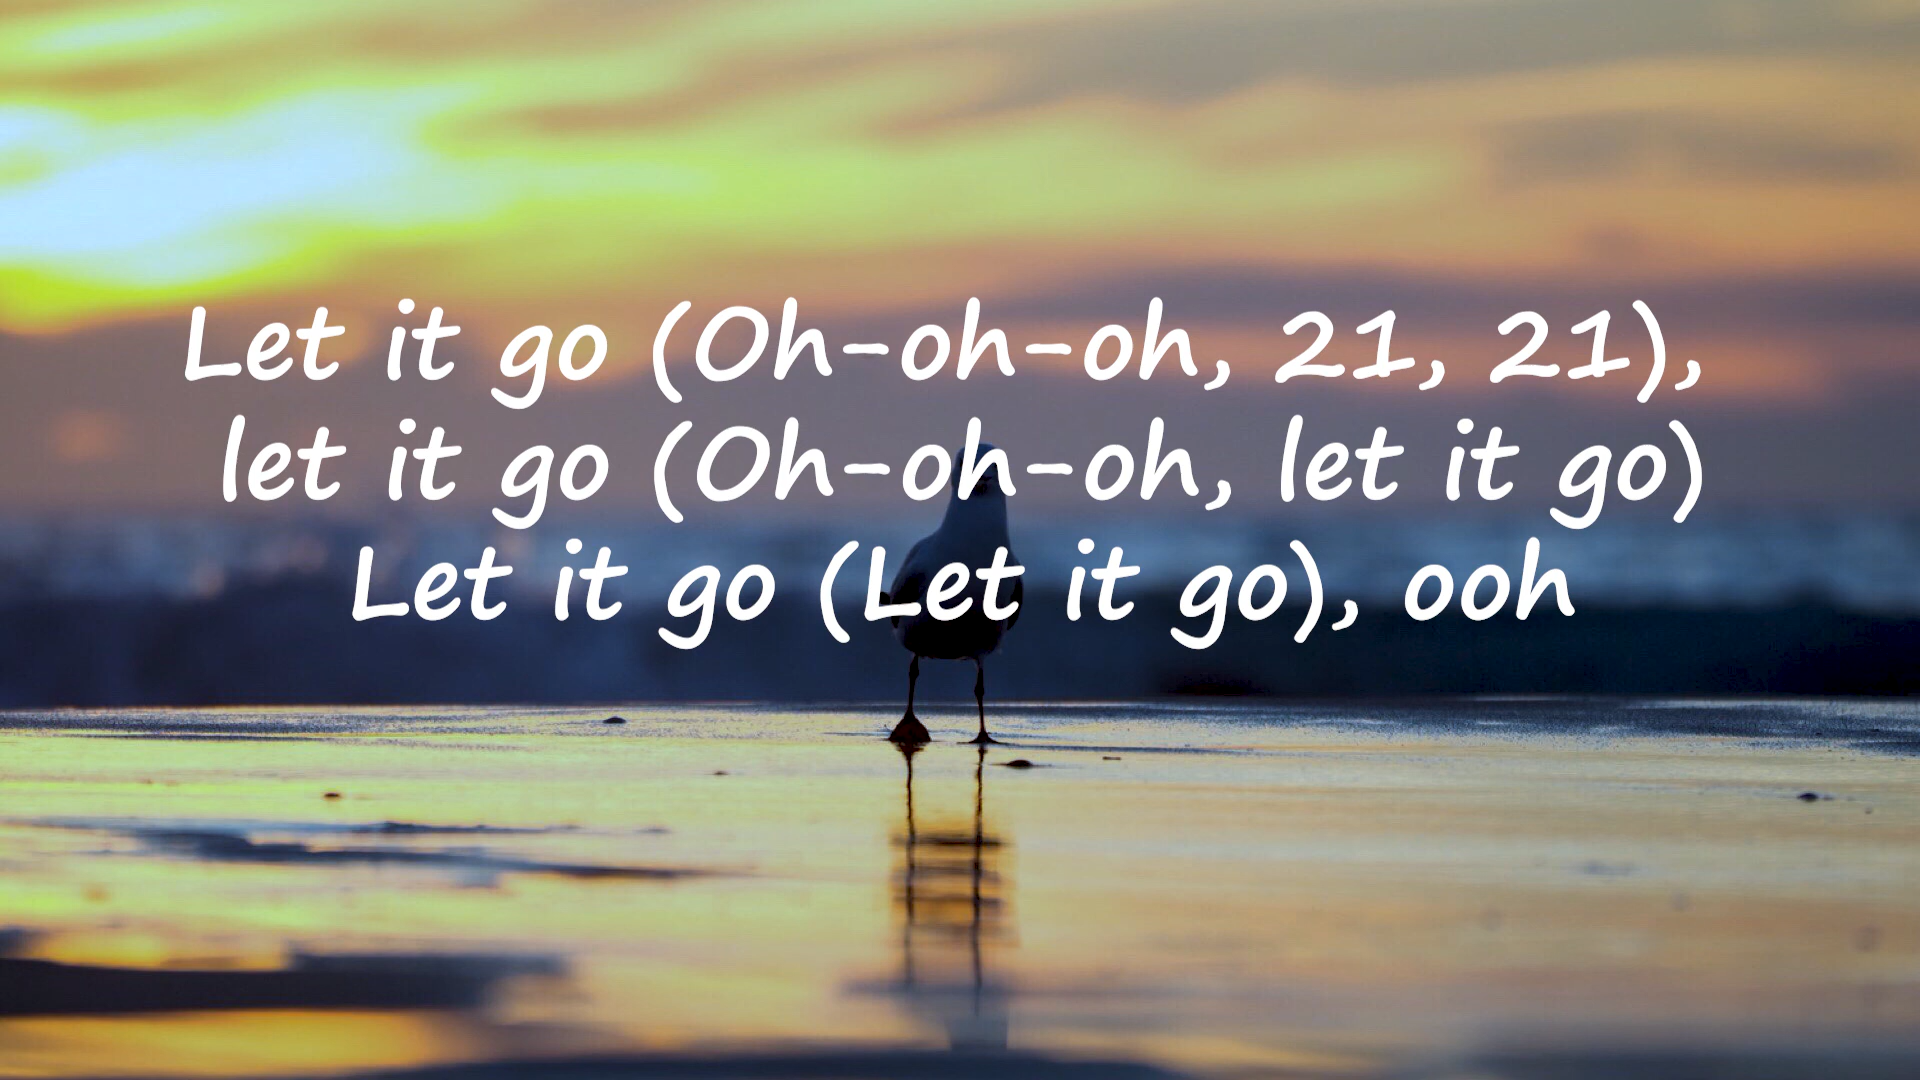 Let it go (Oh-oh-oh, 21, 21),
let it go (Oh-oh-oh, let it go)
Let it go (Let it go), ooh